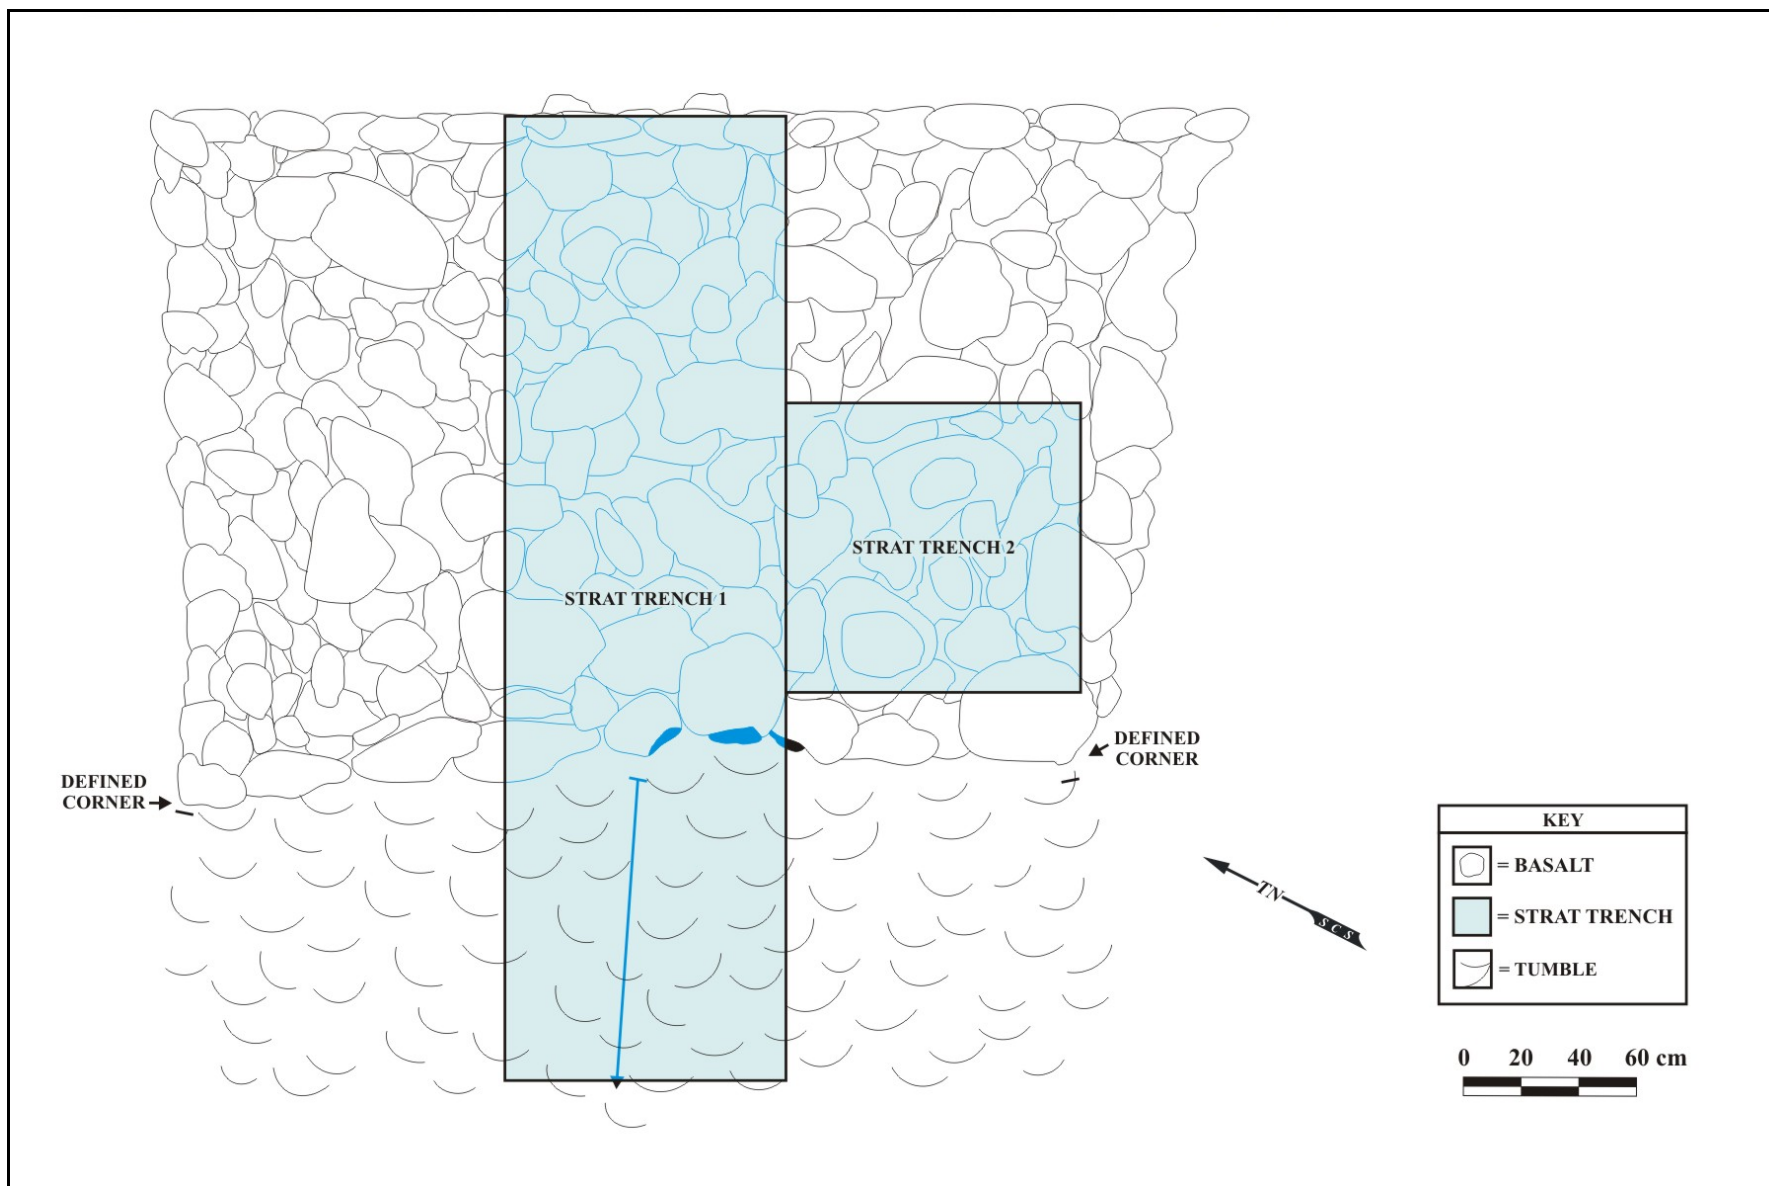 STRAT TRENCH 2
STRAT TRENCH 1
DEFINED
CORNER
DEFINED
CORNER
TN
SCS
KEY
= BASALT
= STRAT TRENCH
= TUMBLE
0 20 40 60 cm